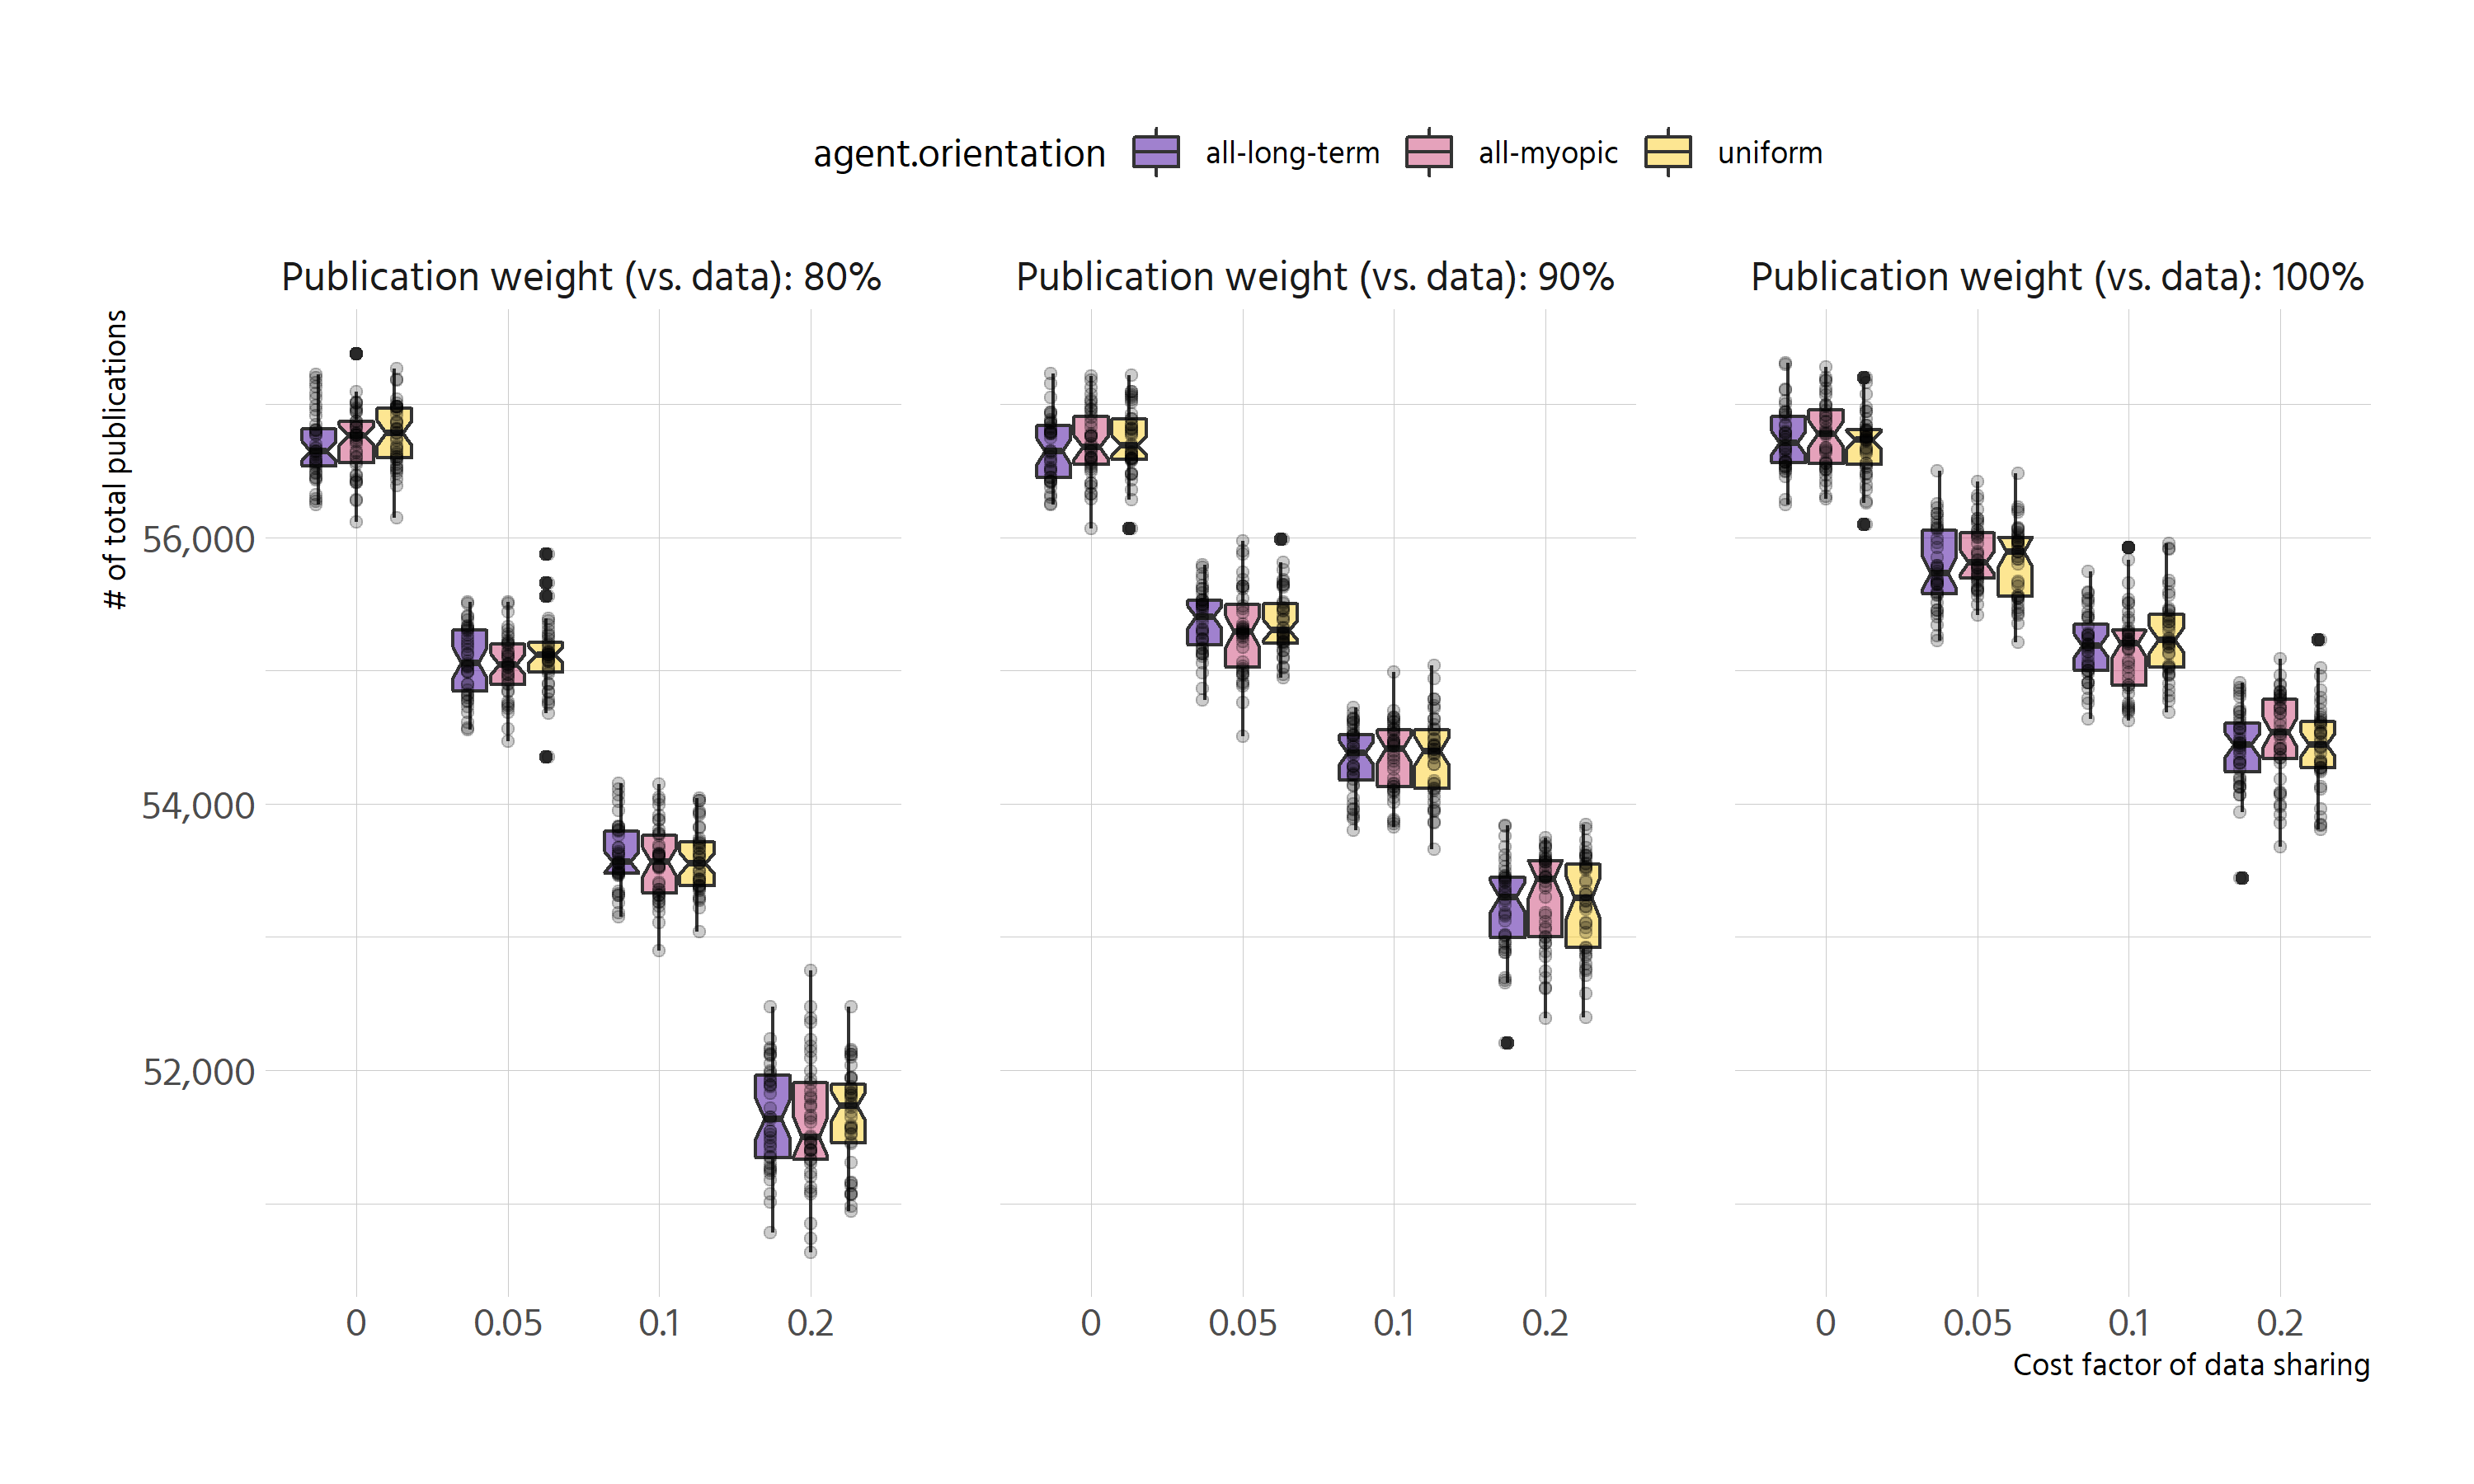 agent.orientation all-long-term all-myopic uniform
Publication weight (vs. data): 80%
Publication weight (vs. data): 90%
Publication weight (vs. data): 100%
# of total publications
56,000
54,000
52,000
0 0.05 0.1 0.2
0 0.05 0.1 0.2
0 0.05 0.1 0.2
Cost factor of data sharing